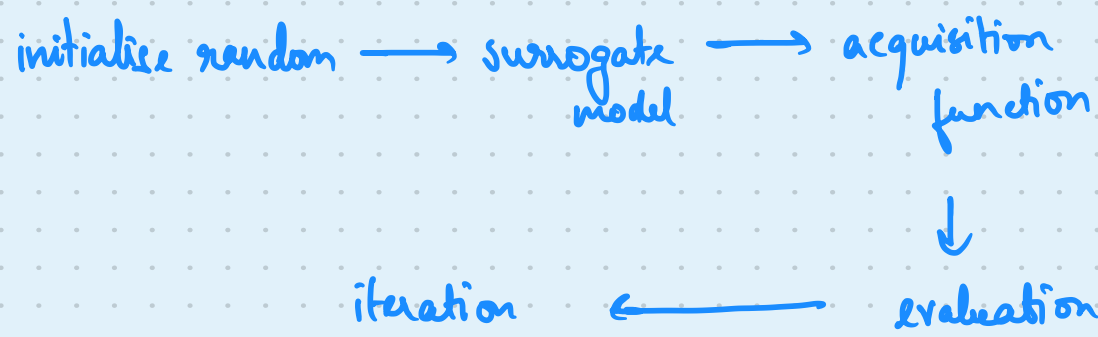 initialise random → surrogate model → acquisition function
↓
iteration ← evaluation